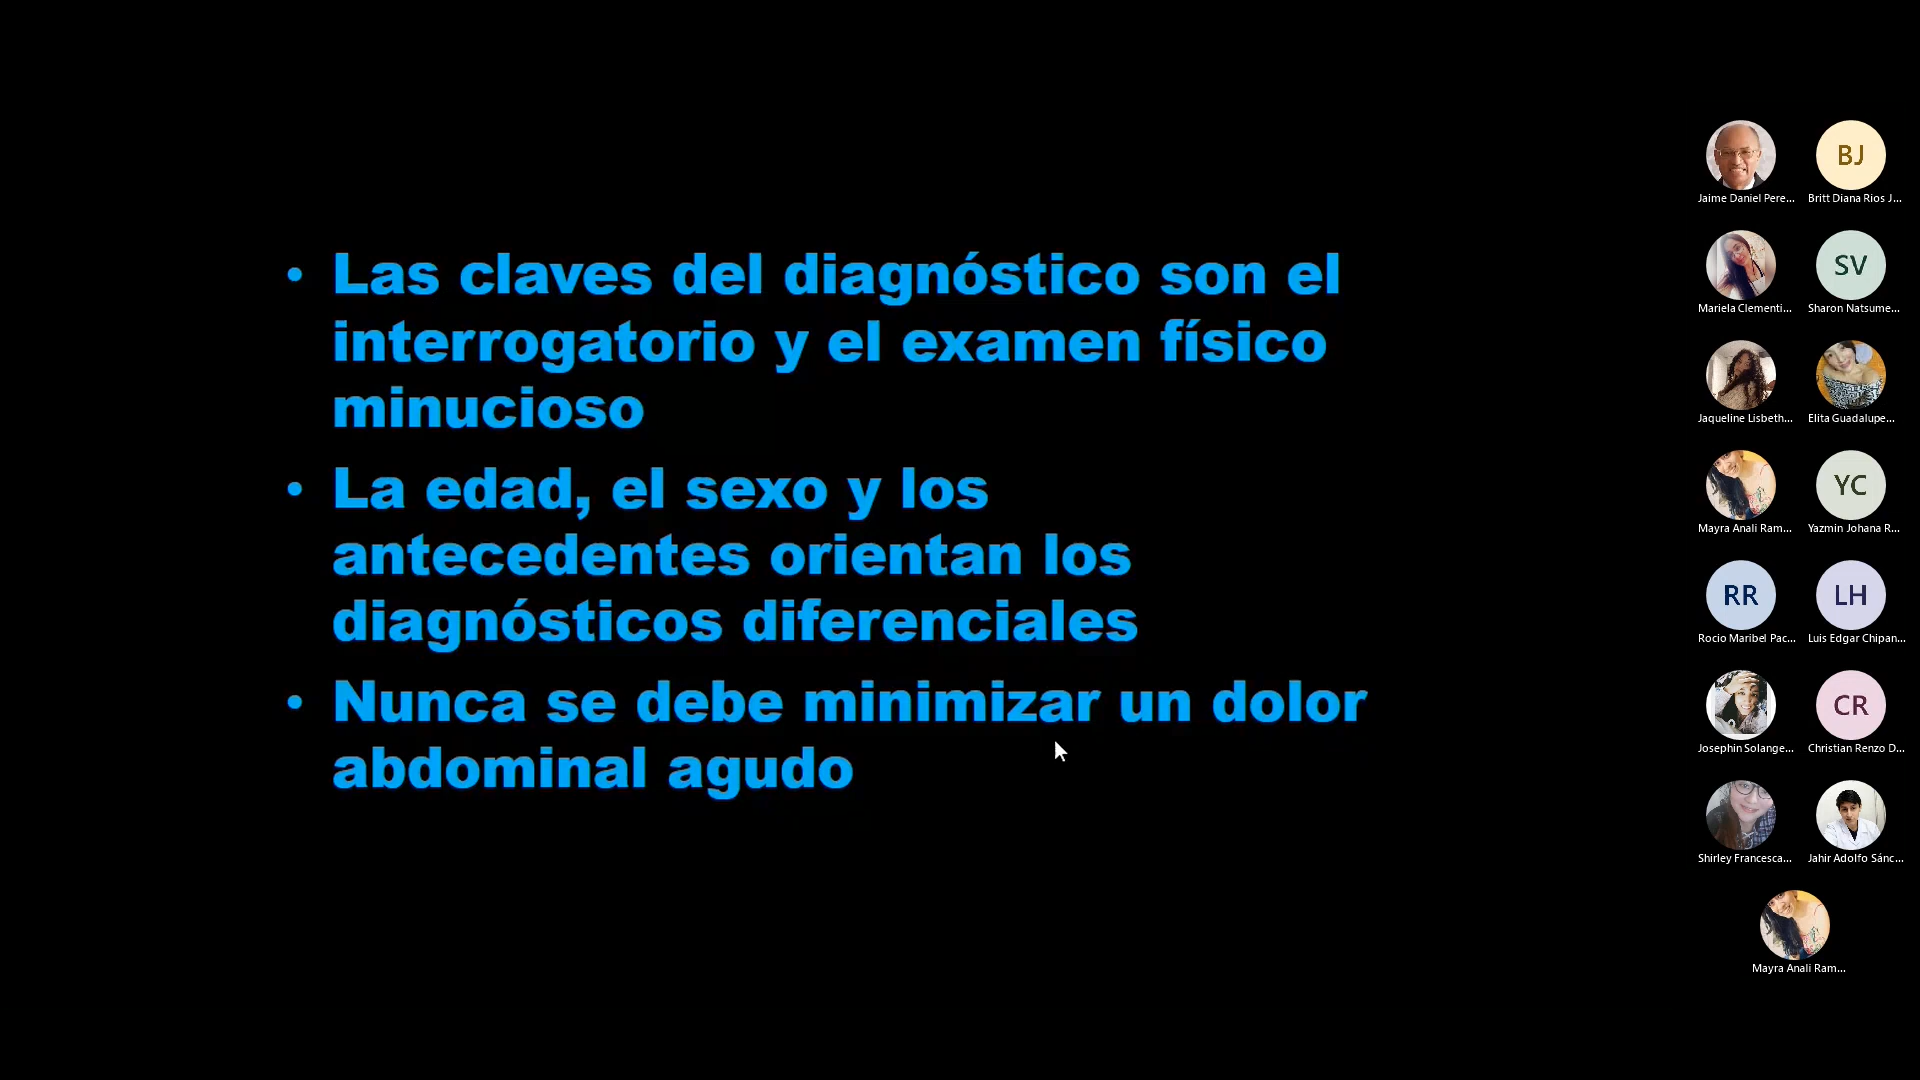 • Las claves del diagnóstico son el
interrogatorio y el examen físico
minucioso
• La edad, el sexo y los
antecedentes orientan los
diagnósticos diferenciales
• Nunca se debe minimizar un dolor
abdominal agudo
Jaime Daniel Pere...
BJ
Britt Diana Rios J...
Mariela Clementi...
SV
Sharon Natsume...
Jaqueline Lisbeth...
Elita Guadalupe...
Mayra Anali Ram...
YC
Yazmin Johana R...
RR
Rocio Maribel Pac...
LH
Luis Edgar Chipan...
Josephin Solange...
CR
Christian Renzo D...
Shirley Francesca...
Jahir Adolfo Sánc...
Mayra Anali Ram...